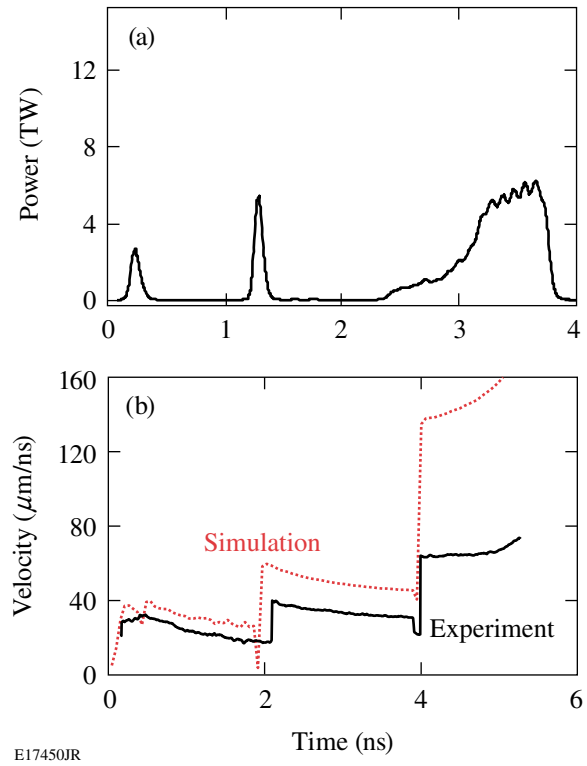 (a)
Power (TW)
12
8
4
0
0 1 2 3 4
(b)
Velocity (μm/ns)
160
120
80
40
0
Simulation
Experiment
0 2 4 6
Time (ns)
E17450JR